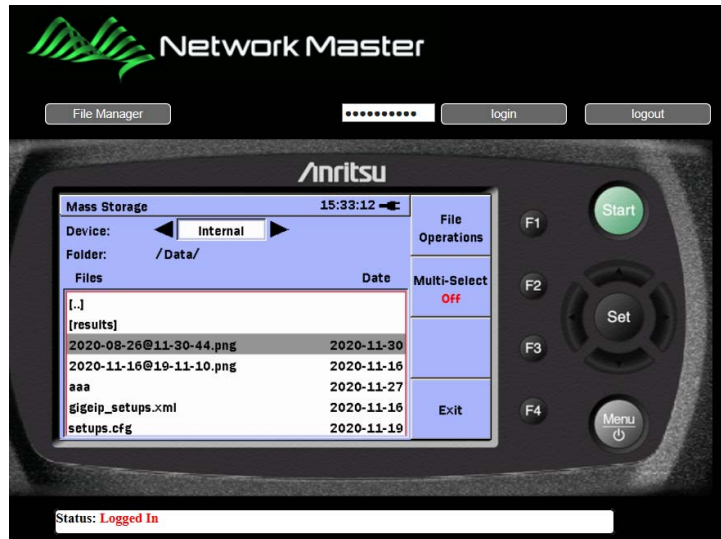 Network Master
File Manager
login
logout
Anritsu
Mass Storage 15:33:12
Device: Internal
Folder: /Data/
Files Date
[..]
[results]
2020-08-26@11-30-44.png 2020-11-30
2020-11-16@19-11-10.png 2020-11-16
aaa 2020-11-27
gigeip_setups.xml 2020-11-16
setups.cfg 2020-11-19
File
Operations
Multi-Select
Off
Exit
F1
F2
F3
F4
Start
Set
Menu
Status: Logged In